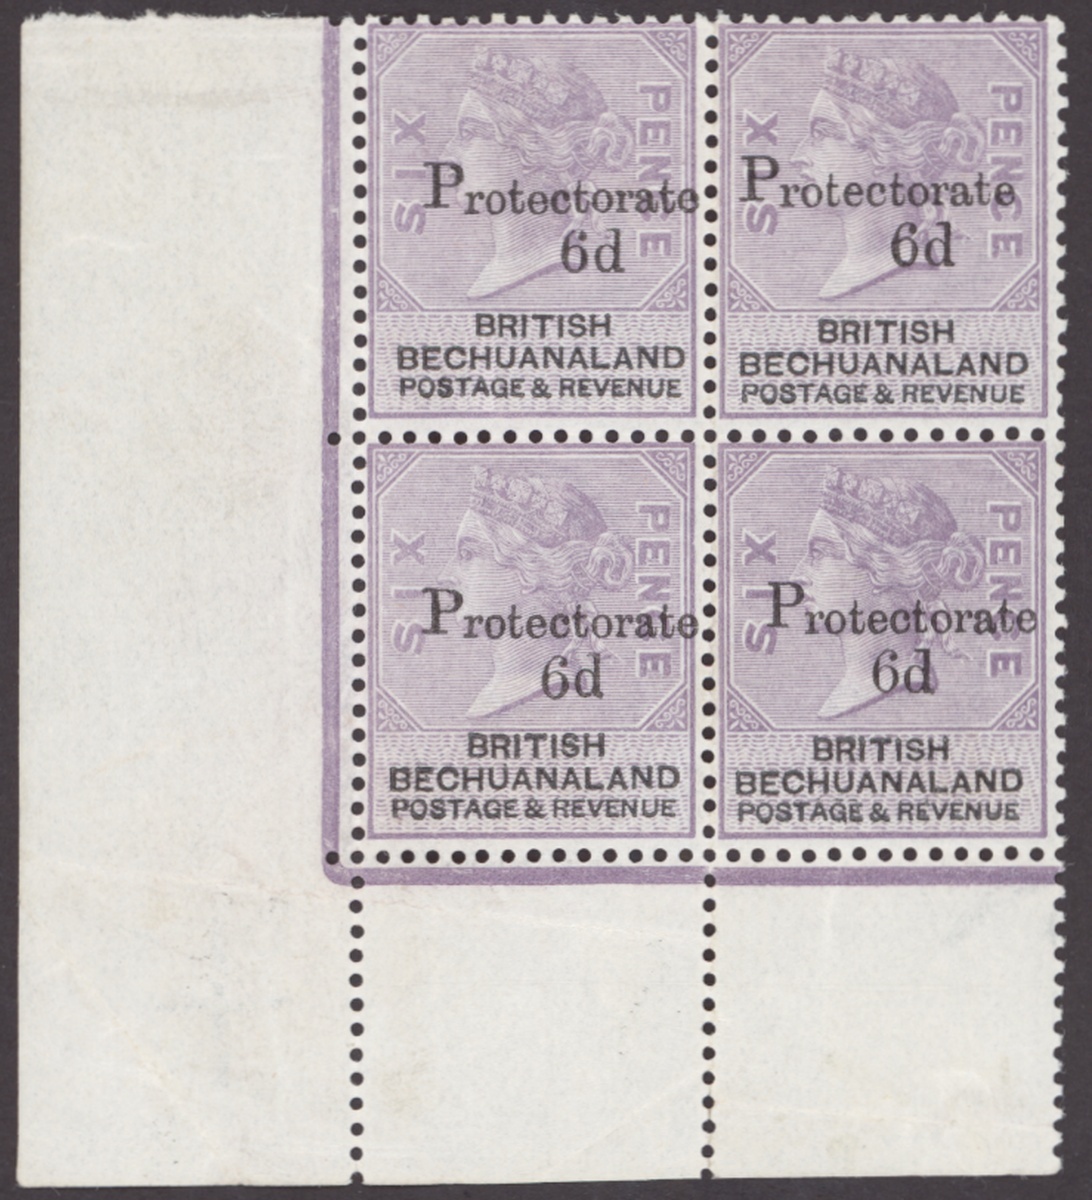 SIX PENCE
Protectorate
6d
BRITISH
BECHUANALAND
POSTAGE & REVENUE
SIX PENCE
Protectorate
6d
BRITISH
BECHUANALAND
POSTAGE & REVENUE
SIX PENCE
Protectorate
6d
BRITISH
BECHUANALAND
POSTAGE & REVENUE
SIX PENCE
Protectorate
6d
BRITISH
BECHUANALAND
POSTAGE & REVENUE